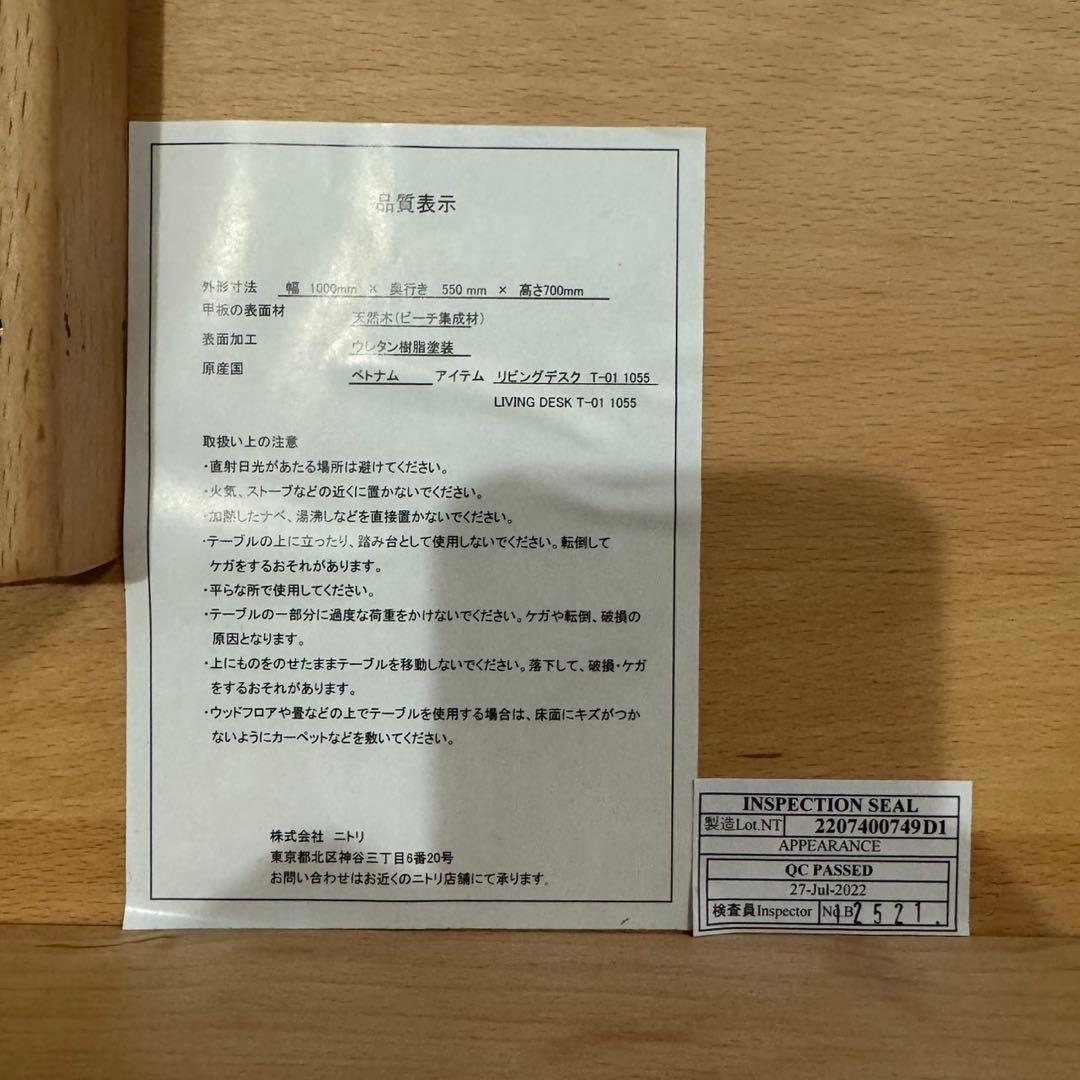 品質表示
外形寸法 幅 1000mm × 奥行き 550 mm × 高さ700mm
甲板の表面材 天然木(ビーチ集成材)
表面加工 ウレタン樹脂塗装
原産国 ベトナム アイテム リビングデスク T-01 1055
LIVING DESK T-01 1055
取扱い上の注意
・直射日光があたる場所は避けてください。
・火気、ストーブなどの近くに置かないでください。
・加熱したナベ、湯沸しなどを直接置かないでください。
・テーブルの上に立ったり、踏み台として使用しないでください。転倒して
ケガをするおそれがあります。
・平らな所で使用してください。
・テーブルの一部分に過度な荷重をかけないでください。ケガや転倒、破損の
原因となります。
・上にものをのせたままテーブルを移動しないでください。落下して、破損・ケガ
をするおそれがあります。
・ウッドフロアや畳などの上でテーブルを使用する場合は、床面にキズがつか
ないようにカーペットなどを敷いてください。
株式会社 ニトリ
東京都北区神谷三丁目6番20号
お問い合わせはお近くのニトリ店舗にて承ります。
INSPECTION SEAL
製造Lot.NT 2207400749D1
APPEARANCE
QC PASSED
27-Jul-2022
検査員Inspector